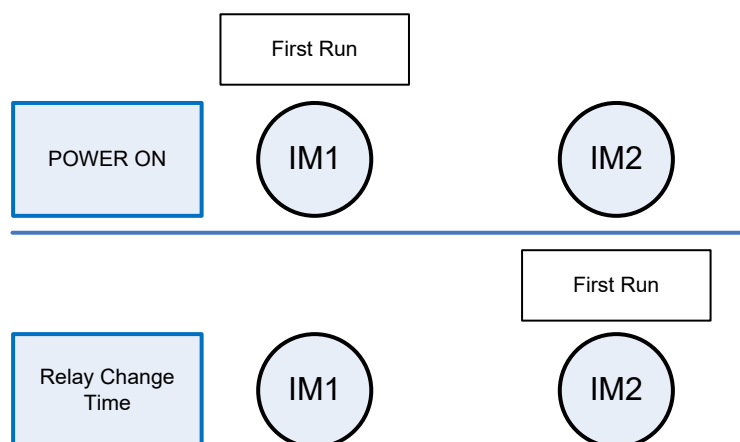 First Run
POWER ON
IM1
IM2
First Run
Relay Change
Time
IM1
IM2